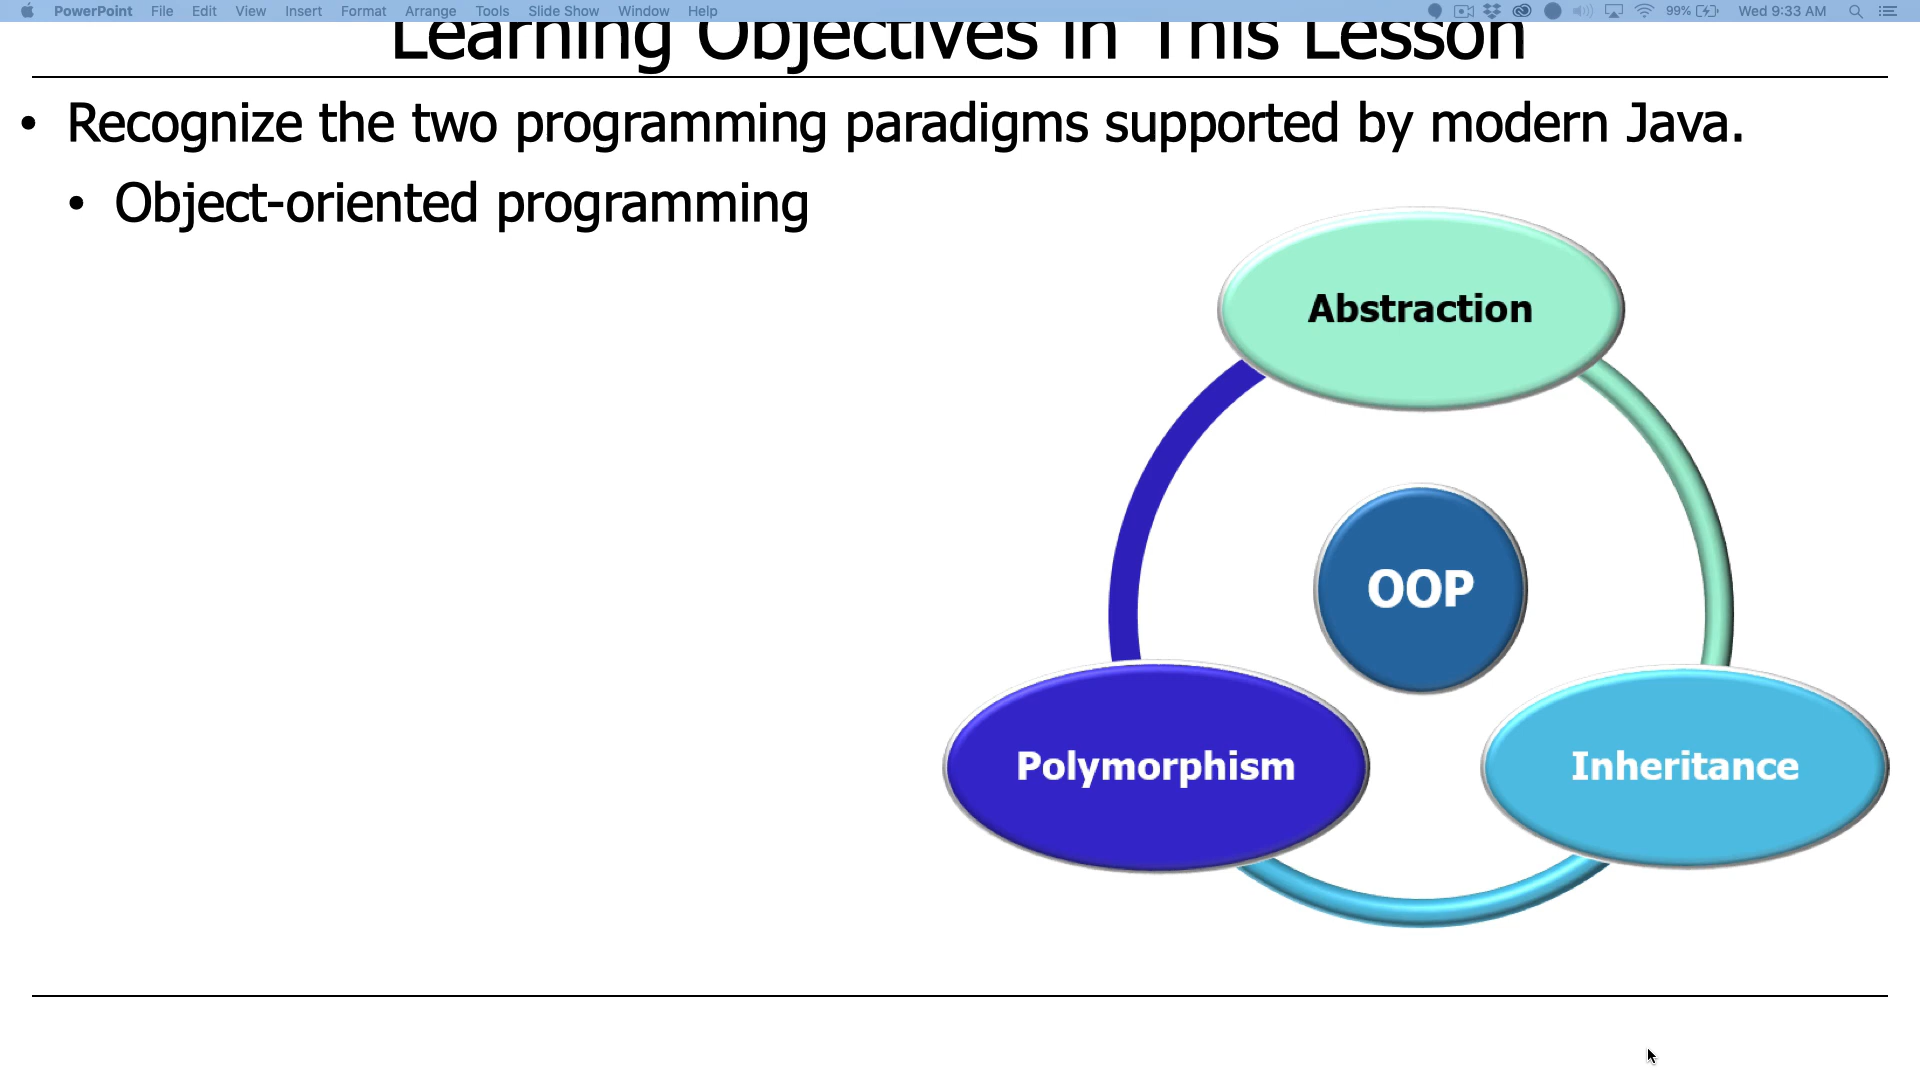 PowerPoint File Edit View Insert Format Arrange Tools Slide Show Window Help 99% Wed 9:33 AM
Learning Objectives in This Lesson
• Recognize the two programming paradigms supported by modern Java.
• Object-oriented programming
Abstraction
OOP
Polymorphism
Inheritance